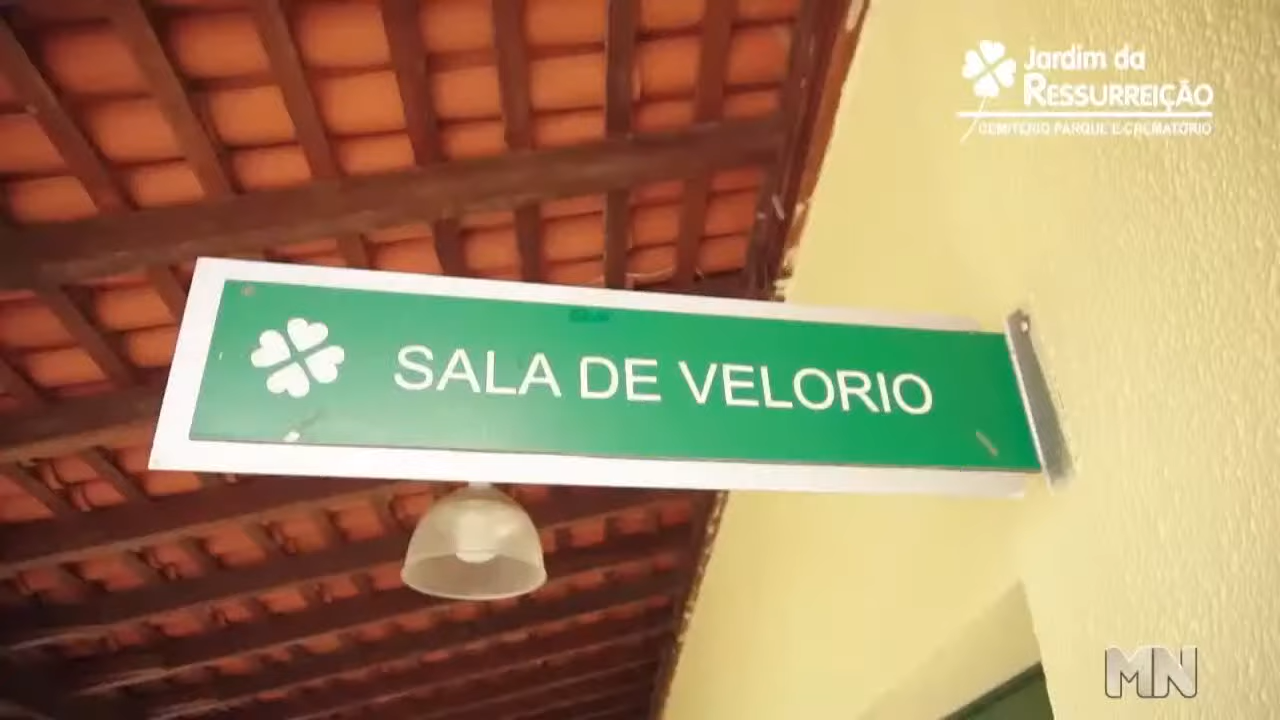 Jardim da
RESSURREIÇÃO
CEMITÉRIO PARQUE E CREMATÓRIO
SALA DE VELORIO
MN